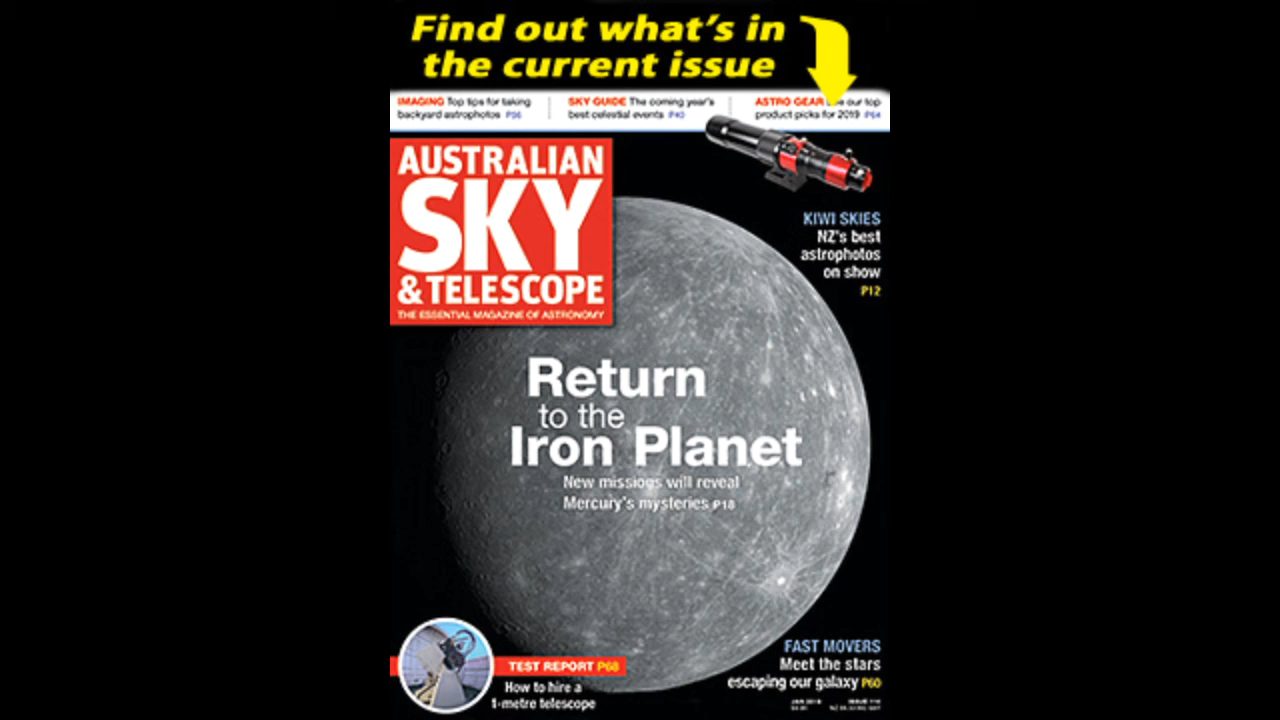 Find out what's in
the current issue
IMAGING Top tips for taking
backyard astrophotos P36
SKY GUIDE The coming year's
best celestial events P40
ASTRO GEAR our top
product picks for 2019 P64
AUSTRALIAN
SKY
& TELESCOPE
THE ESSENTIAL MAGAZINE OF ASTRONOMY
KIWI SKIES
NZ's best
astrophotos
on show
P12
Return
to the
Iron Planet
New missions will reveal
Mercury's mysteries P18
TEST REPORT P68
How to hire a
1-metre telescope
FAST MOVERS
Meet the stars
escaping our galaxy P60